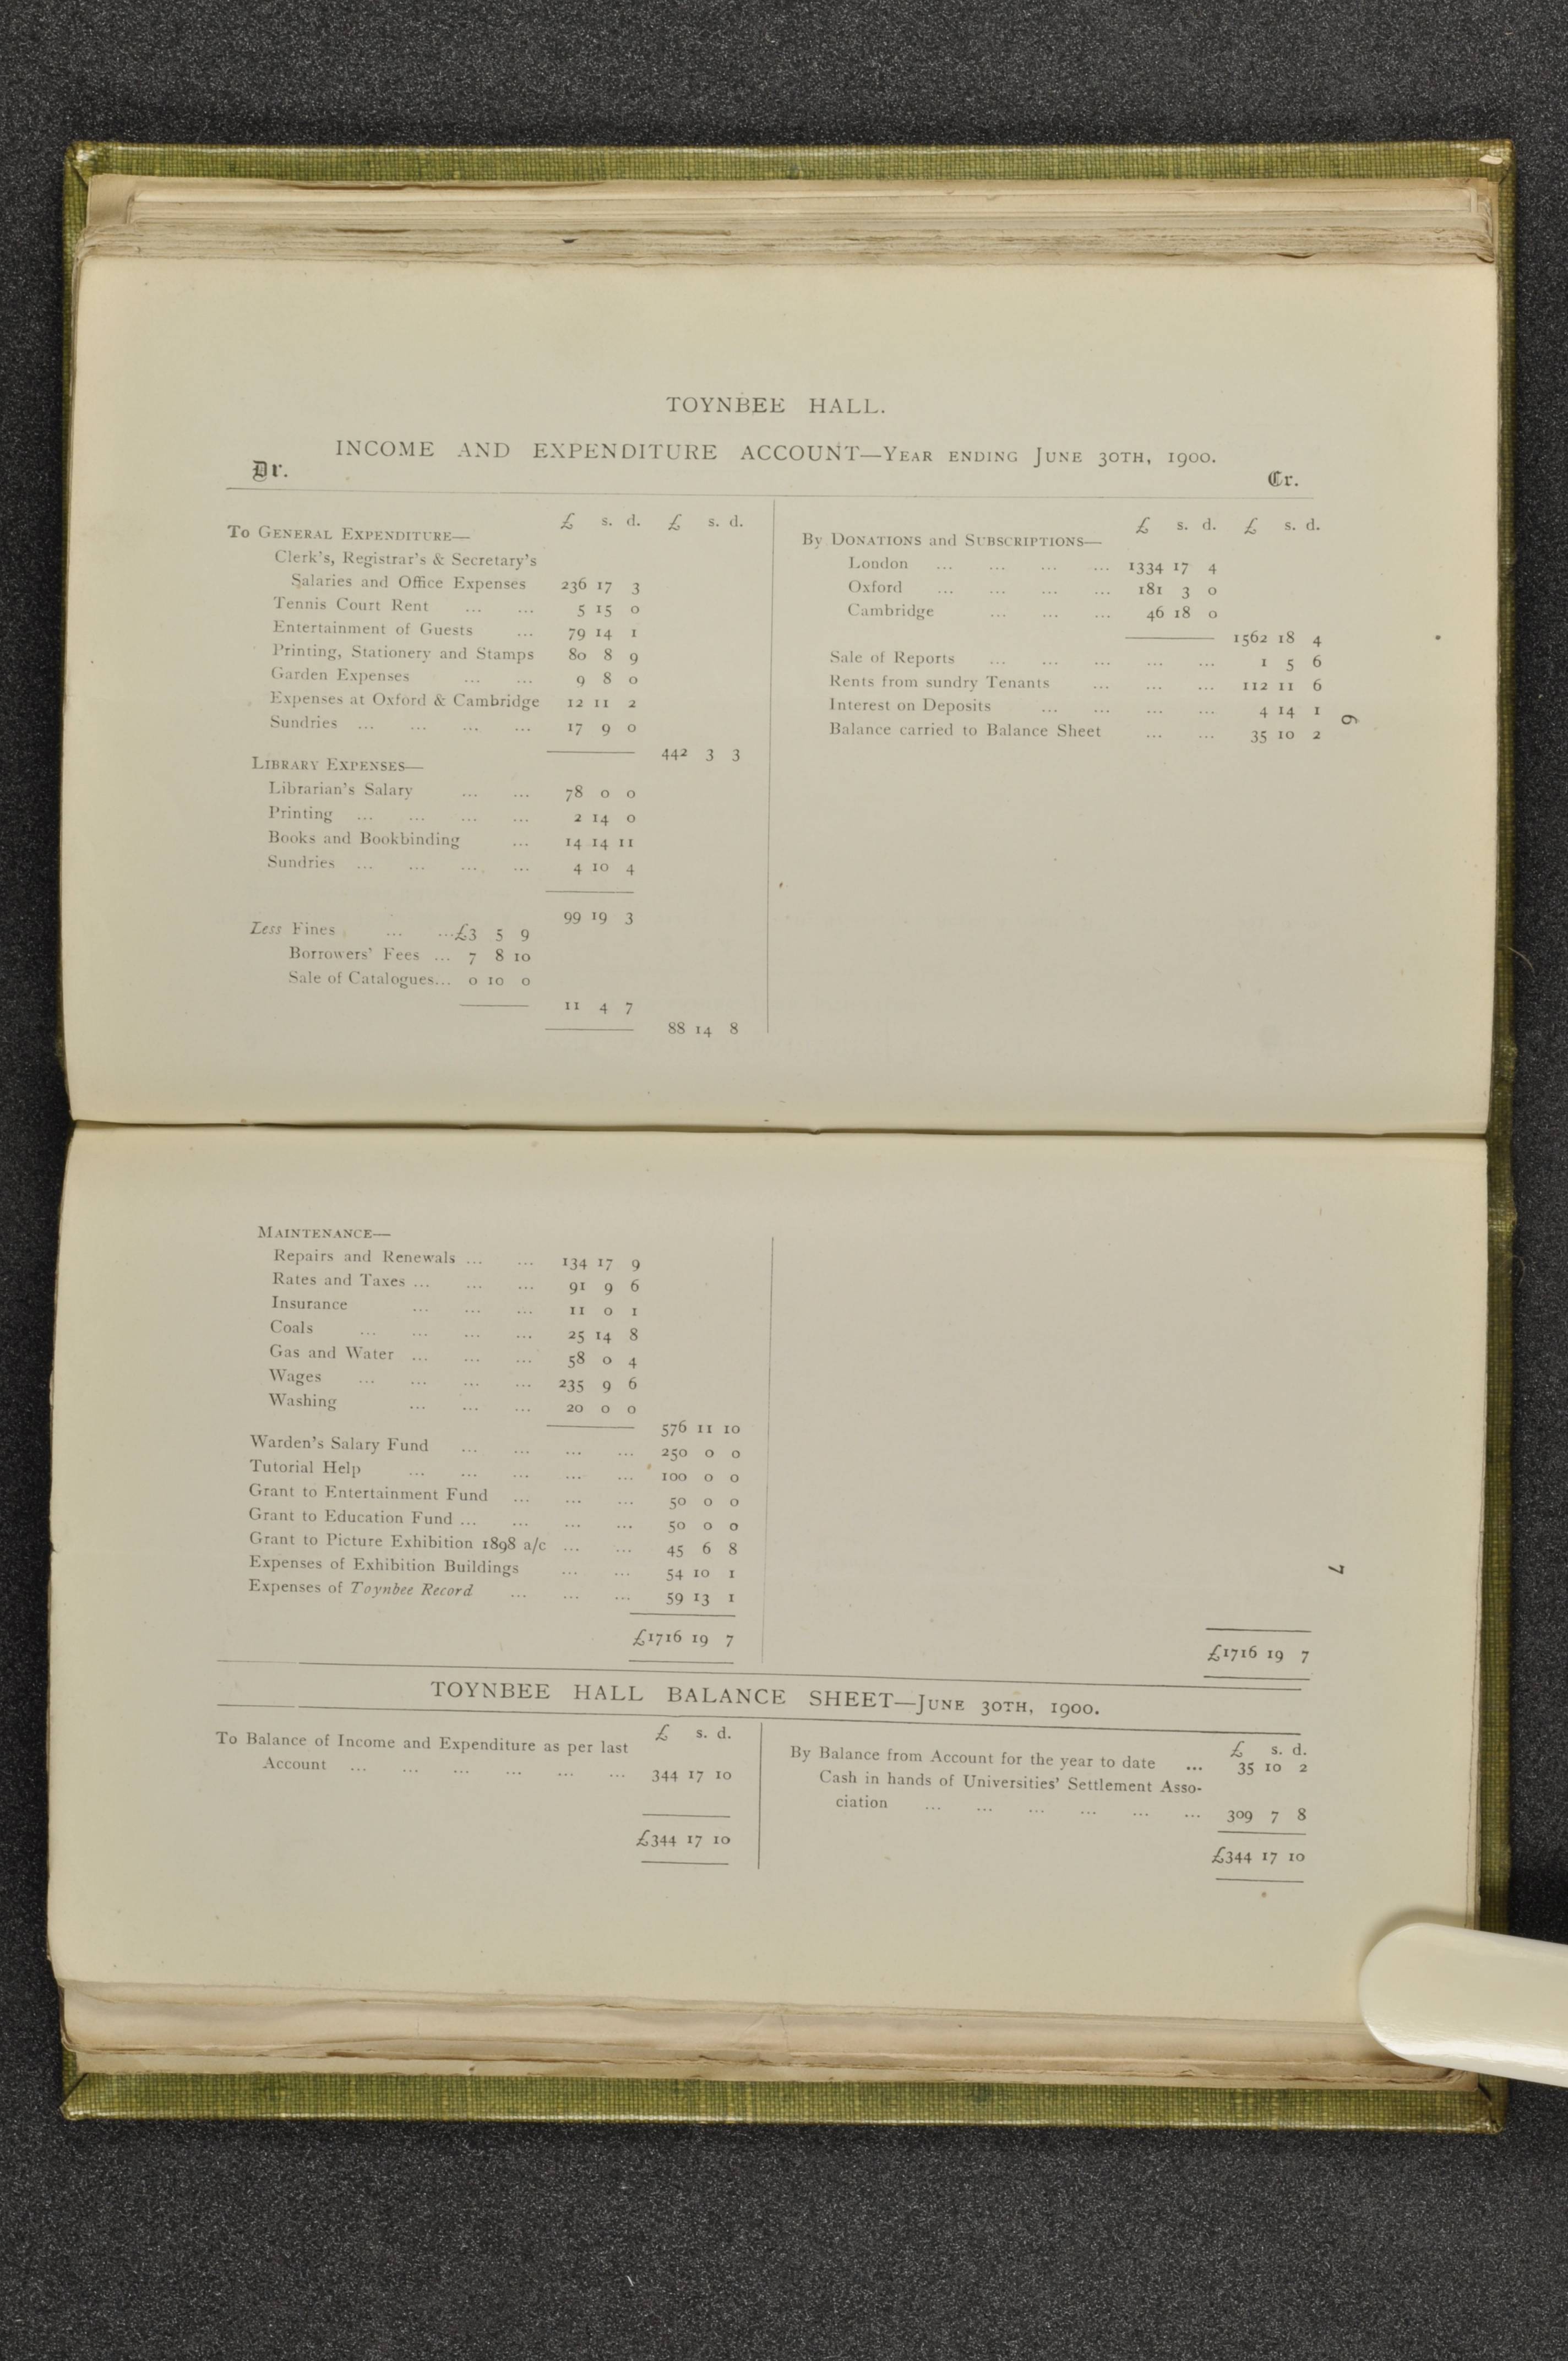 TOYNBEE HALL.
INCOME AND EXPENDITURE ACCOUNT—YEAR ENDING JUNE 30TH, 1900.
Dr.
Cr.
£ s. d. £ s. d.
To GENERAL EXPENDITURE—
Clerk's, Registrar's & Secretary's
Salaries and Office Expenses 236 17 3
Tennis Court Rent ... ... 5 15 0
Entertainment of Guests ... 79 14 1
Printing, Stationery and Stamps 80 8 9
Garden Expenses ... ... 9 8 0
Expenses at Oxford & Cambridge 12 11 2
Sundries ... ... ... ... 17 9 0
442 3 3
LIBRARY EXPENSES—
Librarian's Salary ... ... 78 0 0
Printing ... ... ... ... 2 14 0
Books and Bookbinding ... 14 14 11
Sundries ... ... ... ... 4 10 4
99 19 3
Less Fines ... ...£3 5 9
Borrowers' Fees ... 7 8 10
Sale of Catalogues... 0 10 0
11 4 7
88 14 8
£ s. d. £ s. d.
By DONATIONS and SUBSCRIPTIONS—
London ... ... ... ... 1334 17 4
Oxford ... ... ... ... 181 3 0
Cambridge ... ... ... 46 18 0
1562 18 4
Sale of Reports ... ... ... ... ... 1 5 6
Rents from sundry Tenants ... ... ... 112 11 6
Interest on Deposits ... ... ... ... 4 14 1
Balance carried to Balance Sheet ... ... 35 10 2
6
MAINTENANCE—
Repairs and Renewals ... ... 134 17 9
Rates and Taxes ... ... ... 91 9 6
Insurance ... ... ... 11 0 1
Coals ... ... ... ... 25 14 8
Gas and Water ... ... ... 58 0 4
Wages ... ... ... ... 235 9 6
Washing ... ... ... 20 0 0
576 11 10
Warden's Salary Fund ... ... ... ... 250 0 0
Tutorial Help ... ... ... ... ... 100 0 0
Grant to Entertainment Fund ... ... ... 50 0 0
Grant to Education Fund ... ... ... ... 50 0 0
Grant to Picture Exhibition 1898 a/c ... ... 45 6 8
Expenses of Exhibition Buildings ... ... 54 10 1
Expenses of Toynbee Record ... ... ... 59 13 1
£1716 19 7
£1716 19 7
7
TOYNBEE HALL BALANCE SHEET—JUNE 30TH, 1900.
£ s. d.
To Balance of Income and Expenditure as per last
Account ... ... ... ... ... ... 344 17 10
£344 17 10
£ s. d.
By Balance from Account for the year to date ... 35 10 2
Cash in hands of Universities' Settlement Asso-
ciation ... ... ... ... ... ... 309 7 8
£344 17 10